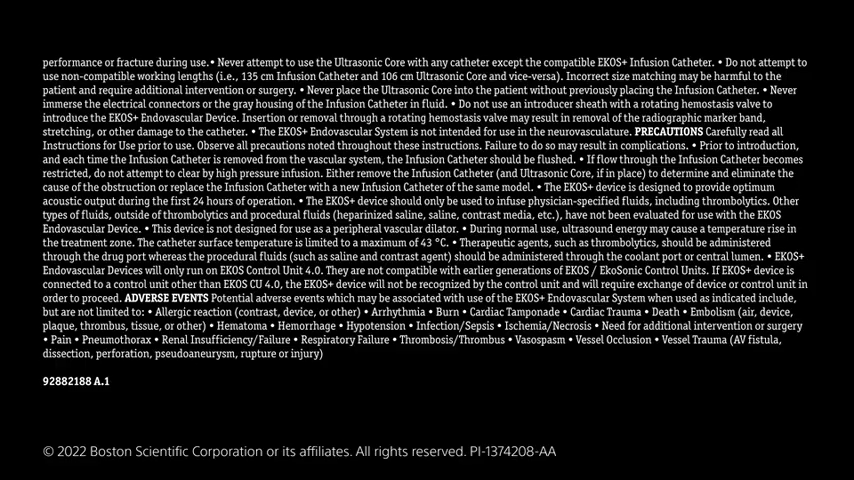 performance or fracture during use.• Never attempt to use the Ultrasonic Core with any catheter except the compatible EKOS+ Infusion Catheter. • Do not attempt to
use non-compatible working lengths (i.e., 135 cm Infusion Catheter and 106 cm Ultrasonic Core and vice-versa). Incorrect size matching may be harmful to the
patient and require additional intervention or surgery. • Never place the Ultrasonic Core into the patient without previously placing the Infusion Catheter. • Never
immerse the electrical connectors or the gray housing of the Infusion Catheter in fluid. • Do not use an introducer sheath with a rotating hemostasis valve to
introduce the EKOS+ Endovascular Device. Insertion or removal through a rotating hemostasis valve may result in removal of the radiographic marker band,
stretching, or other damage to the catheter. • The EKOS+ Endovascular System is not intended for use in the neurovasculature. PRECAUTIONS Carefully read all
Instructions for Use prior to use. Observe all precautions noted throughout these instructions. Failure to do so may result in complications. • Prior to introduction,
and each time the Infusion Catheter is removed from the vascular system, the Infusion Catheter should be flushed. • If flow through the Infusion Catheter becomes
restricted, do not attempt to clear by high pressure infusion. Either remove the Infusion Catheter (and Ultrasonic Core, if in place) to determine and eliminate the
cause of the obstruction or replace the Infusion Catheter with a new Infusion Catheter of the same model. • The EKOS+ device is designed to provide optimum
acoustic output during the first 24 hours of operation. • The EKOS+ device should only be used to infuse physician-specified fluids, including thrombolytics. Other
types of fluids, outside of thrombolytics and procedural fluids (heparinized saline, saline, contrast media, etc.), have not been evaluated for use with the EKOS
Endovascular Device. • This device is not designed for use as a peripheral vascular dilator. • During normal use, ultrasound energy may cause a temperature rise in
the treatment zone. The catheter surface temperature is limited to a maximum of 43 °C. • Therapeutic agents, such as thrombolytics, should be administered
through the drug port whereas the procedural fluids (such as saline and contrast agent) should be administered through the coolant port or central lumen. • EKOS+
Endovascular Devices will only run on EKOS Control Unit 4.0. They are not compatible with earlier generations of EKOS / EkoSonic Control Units. If EKOS+ device is
connected to a control unit other than EKOS CU 4.0, the EKOS+ device will not be recognized by the control unit and will require exchange of device or control unit in
order to proceed. ADVERSE EVENTS Potential adverse events which may be associated with use of the EKOS+ Endovascular System when used as indicated include,
but are not limited to: • Allergic reaction (contrast, device, or other) • Arrhythmia • Burn • Cardiac Tamponade • Cardiac Trauma • Death • Embolism (air, device,
plaque, thrombus, tissue, or other) • Hematoma • Hemorrhage • Hypotension • Infection/Sepsis • Ischemia/Necrosis • Need for additional intervention or surgery
• Pain • Pneumothorax • Renal Insufficiency/Failure • Respiratory Failure • Thrombosis/Thrombus • Vasospasm • Vessel Occlusion • Vessel Trauma (AV fistula,
dissection, perforation, pseudoaneurysm, rupture or injury)
92882188 A.1
© 2022 Boston Scientific Corporation or its affiliates. All rights reserved. PI-1374208-AA